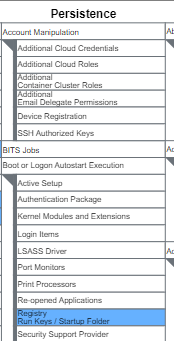 Persistence
Account Manipulation
Additional Cloud Credentials
Additional Cloud Roles
Additional
Container Cluster Roles
Additional
Email Delegate Permissions
Device Registration
SSH Authorized Keys
BITS Jobs
Boot or Logon Autostart Execution
Active Setup
Authentication Package
Kernel Modules and Extensions
Login Items
LSASS Driver
Port Monitors
Print Processors
Re-opened Applications
Registry
Run Keys / Startup Folder
Security Support Provider